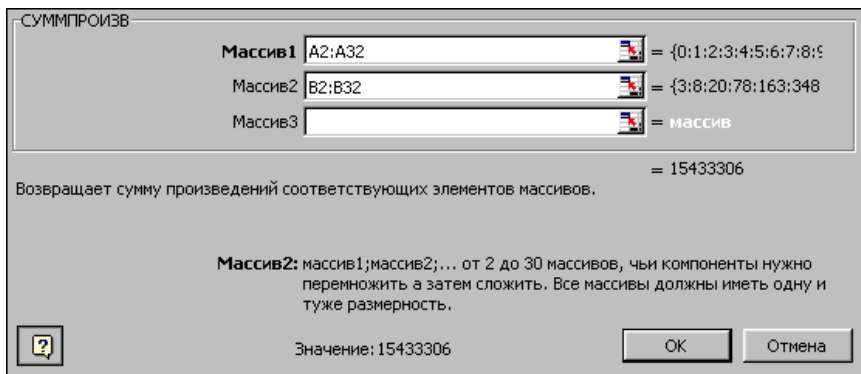 СУММПРОИЗВ
Массив1 A2:A32 = {0:1:2:3:4:5:6:7:8:9
Массив2 B2:B32 = {3:8:20:78:163:348
Массив3 = массив
= 15433306
Возвращает сумму произведений соответствующих элементов массивов.
Массив2: массив1;массив2;... от 2 до 30 массивов, чьи компоненты нужно
перемножить а затем сложить. Все массивы должны иметь одну и
туже размерность.
Значение: 15433306
OK
Отмена